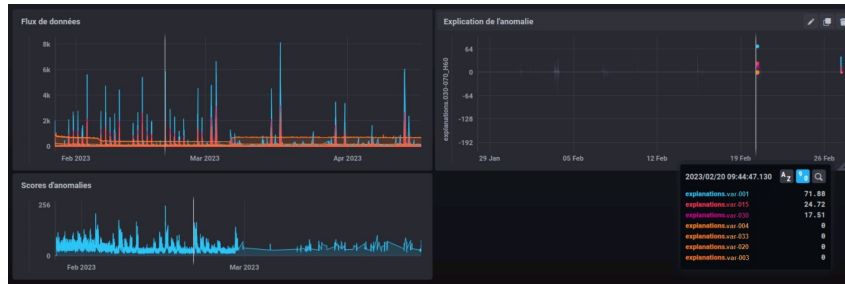 Flux de données
8k
6k
4k
2k
0
Feb 2023 Mar 2023 Apr 2023
Explication de l'anomalie
explanations.030-070_H60
64
0
-64
-128
-192
29 Jan 05 Feb 12 Feb 19 Feb 26 Feb
Scores d'anomalies
256
0
Feb 2023 Mar 2023
2023/02/20 09:44:47.130 AZ
explanations.var-001 71.88
explanations.var-015 24.72
explanations.var-030 17.51
explanations.var-004 0
explanations.var-033 0
explanations.var-020 0
explanations.var-003 0